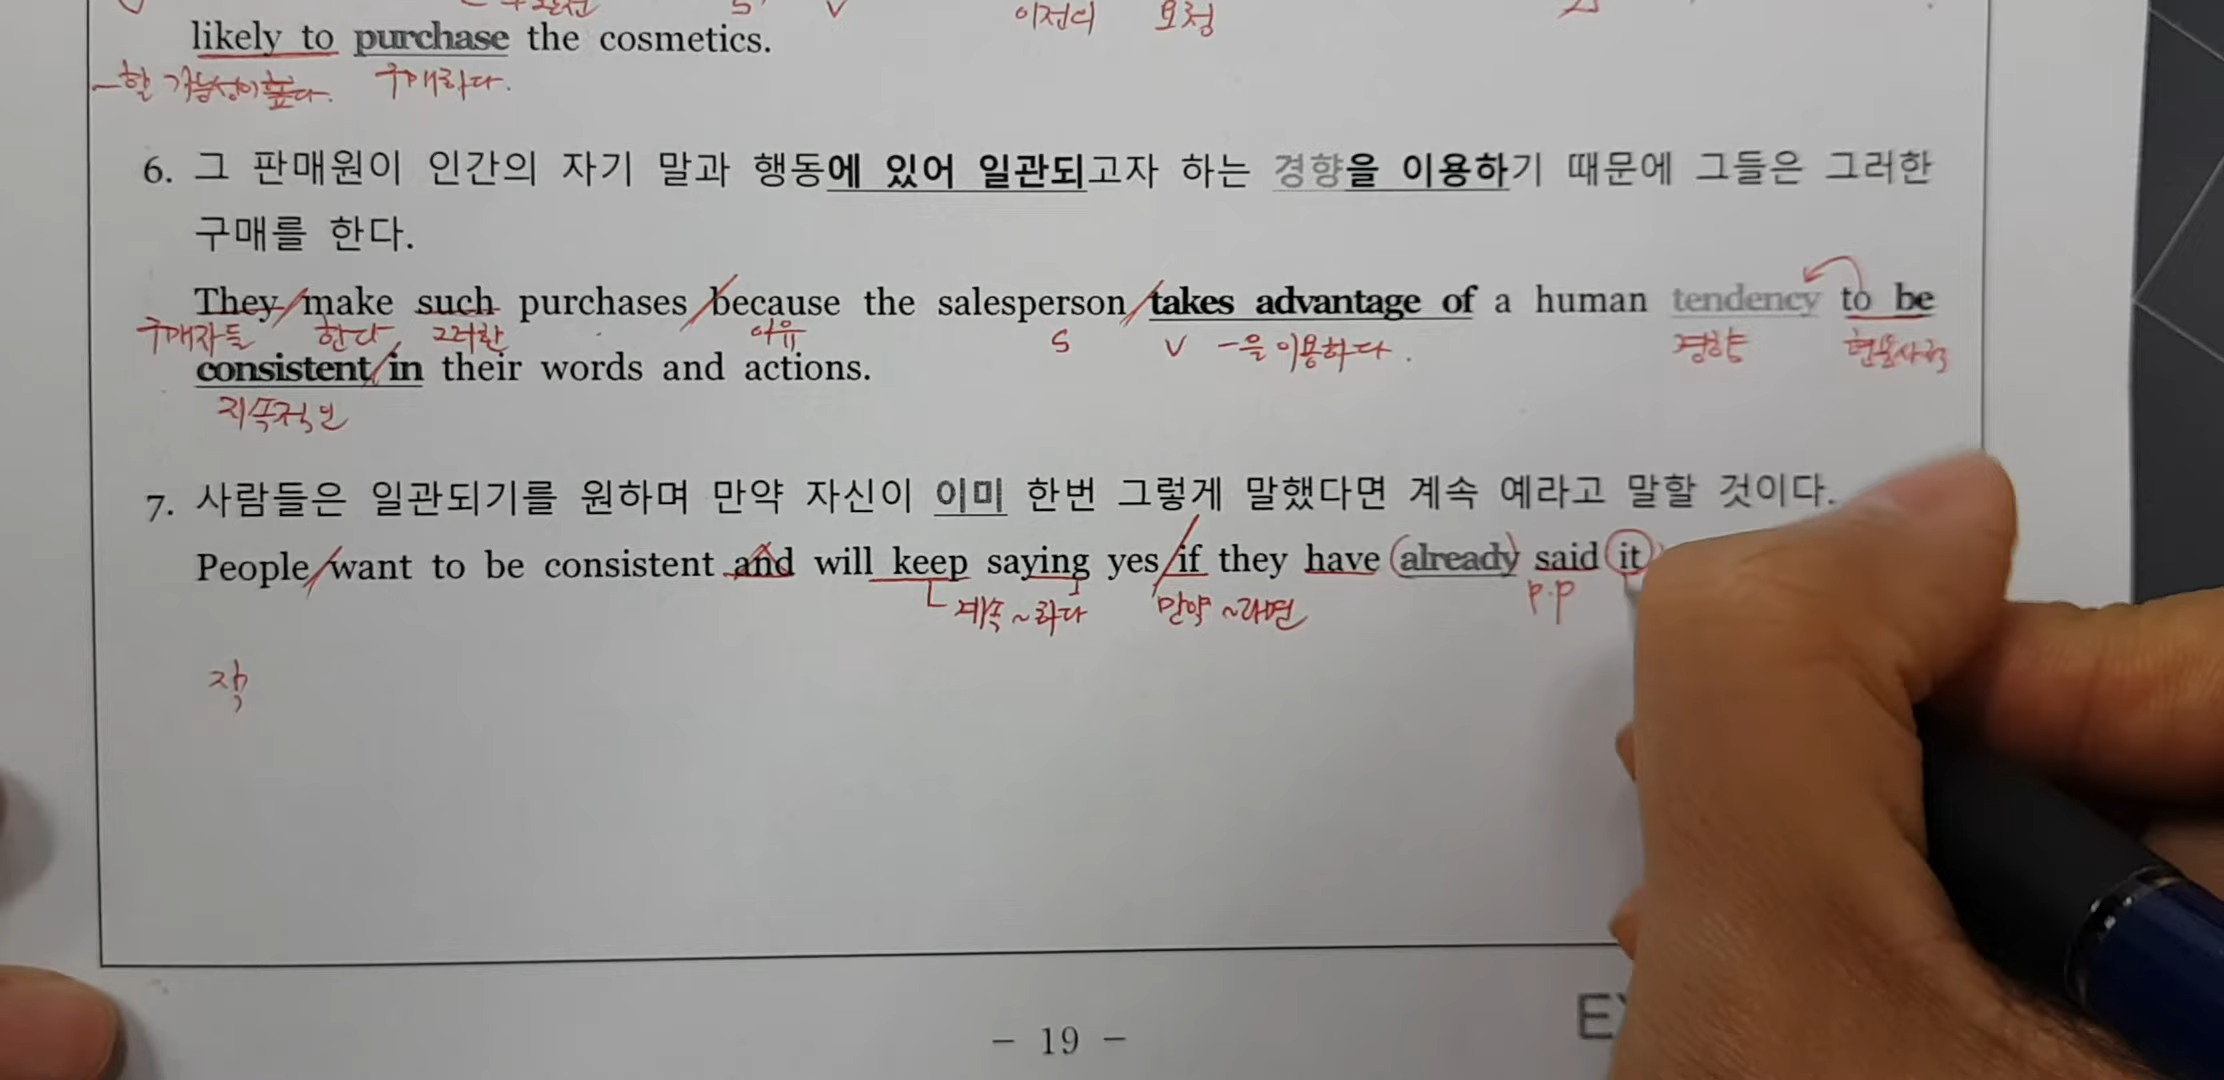 이전의 요청
likely to purchase the cosmetics.
~할 가능성이 높다. 구매하다.
6. 그 판매원이 인간의 자기 말과 행동에 있어 일관되고자 하는 경향을 이용하기 때문에 그들은 그러한
구매를 한다.
They make such purchases because the salesperson takes advantage of a human tendency to be
구매자들 한다 그러한 이유 S V ~을 이용하다. 경향
consistent in their words and actions.
지속적인
7. 사람들은 일관되기를 원하며 만약 자신이 이미 한번 그렇게 말했다면 계속 예라고 말할 것이다.
People want to be consistent and will keep saying yes if they have already said it
계속 ~하다 만약 ~라면 P.P
작
- 19 -